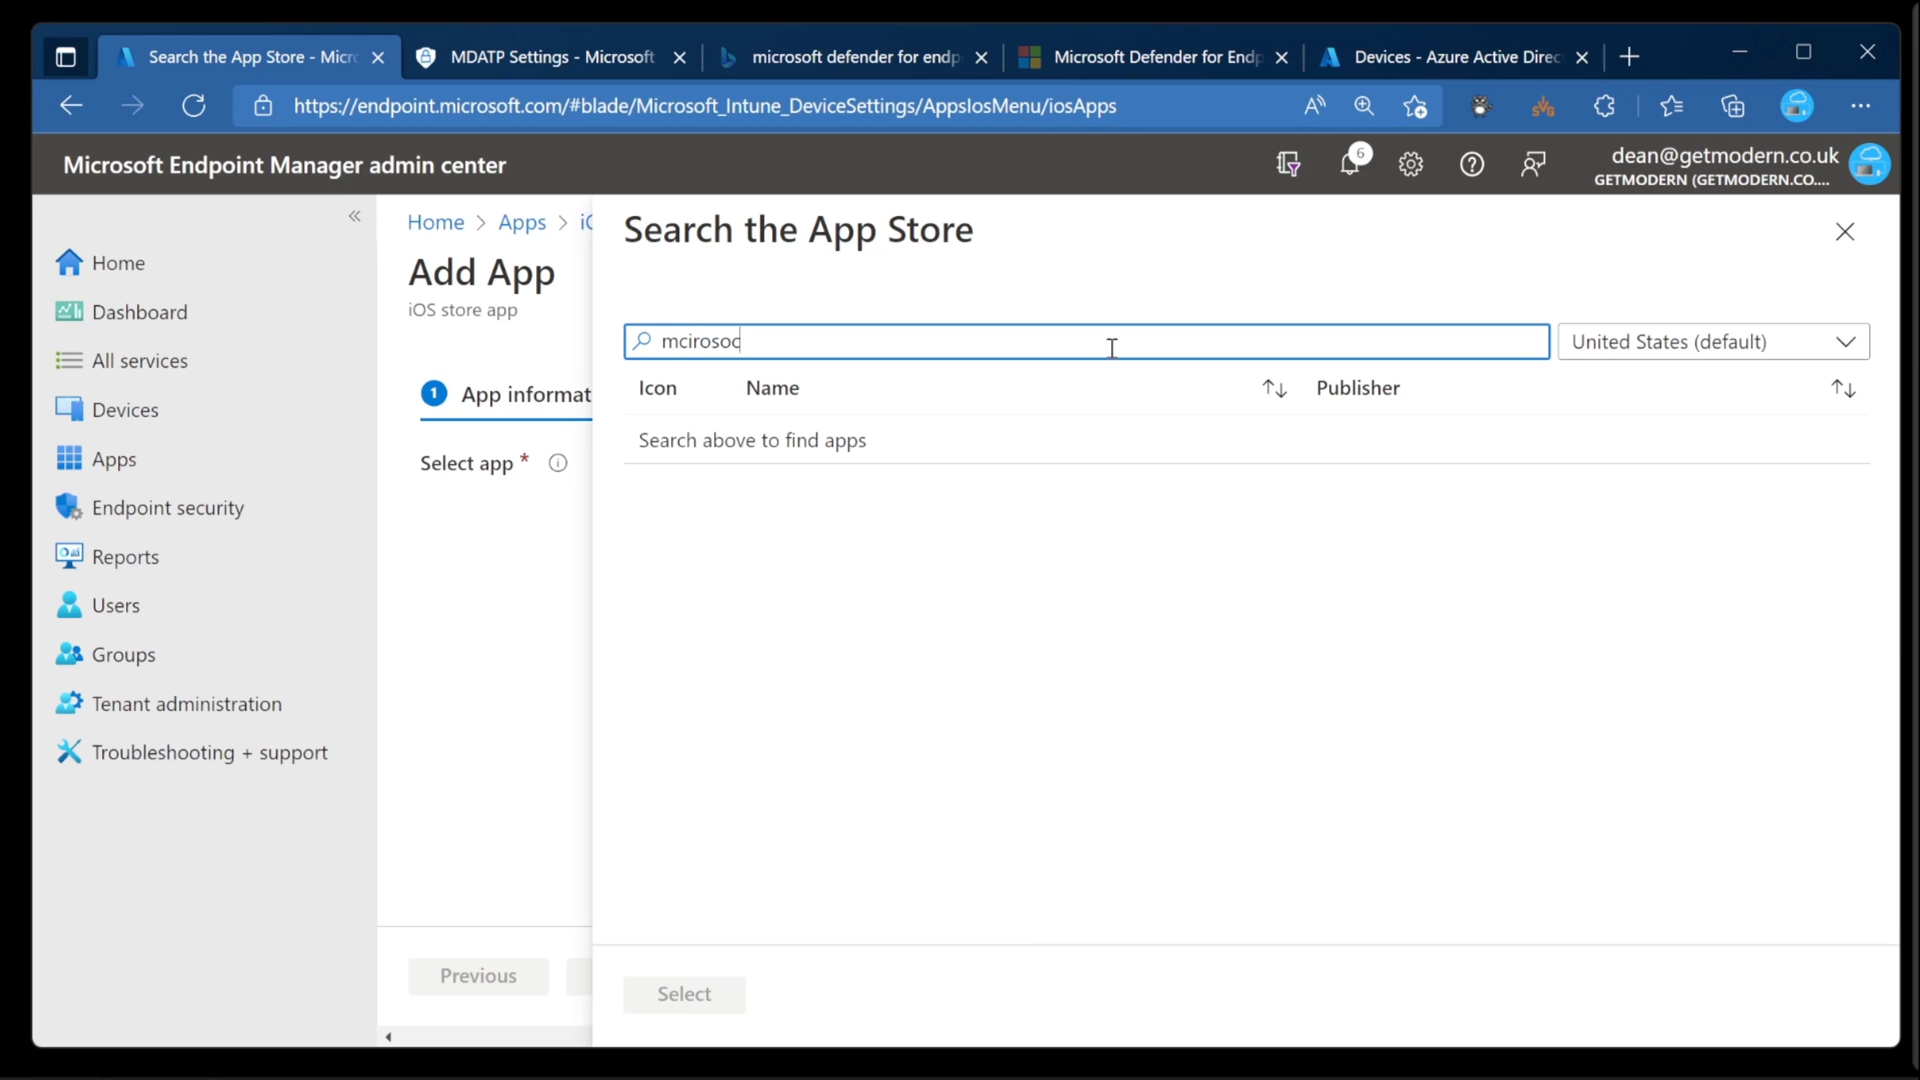 Search the App Store - Micro
MDATP Settings - Microsoft
microsoft defender for endp
Microsoft Defender for Endp
Devices - Azure Active Direc
https://endpoint.microsoft.com/#blade/Microsoft_Intune_DeviceSettings/AppsIosMenu/iosApps
Microsoft Endpoint Manager admin center
6
dean@getmodern.co.uk
GETMODERN (GETMODERN.CO....
Home
Dashboard
All services
Devices
Apps
Endpoint security
Reports
Users
Groups
Tenant administration
Troubleshooting + support
Home > Apps > iO
Add App
iOS store app
1 App informat
Select app *
Previous
Search the App Store
mcirosoc
United States (default)
Icon Name Publisher
Search above to find apps
Select